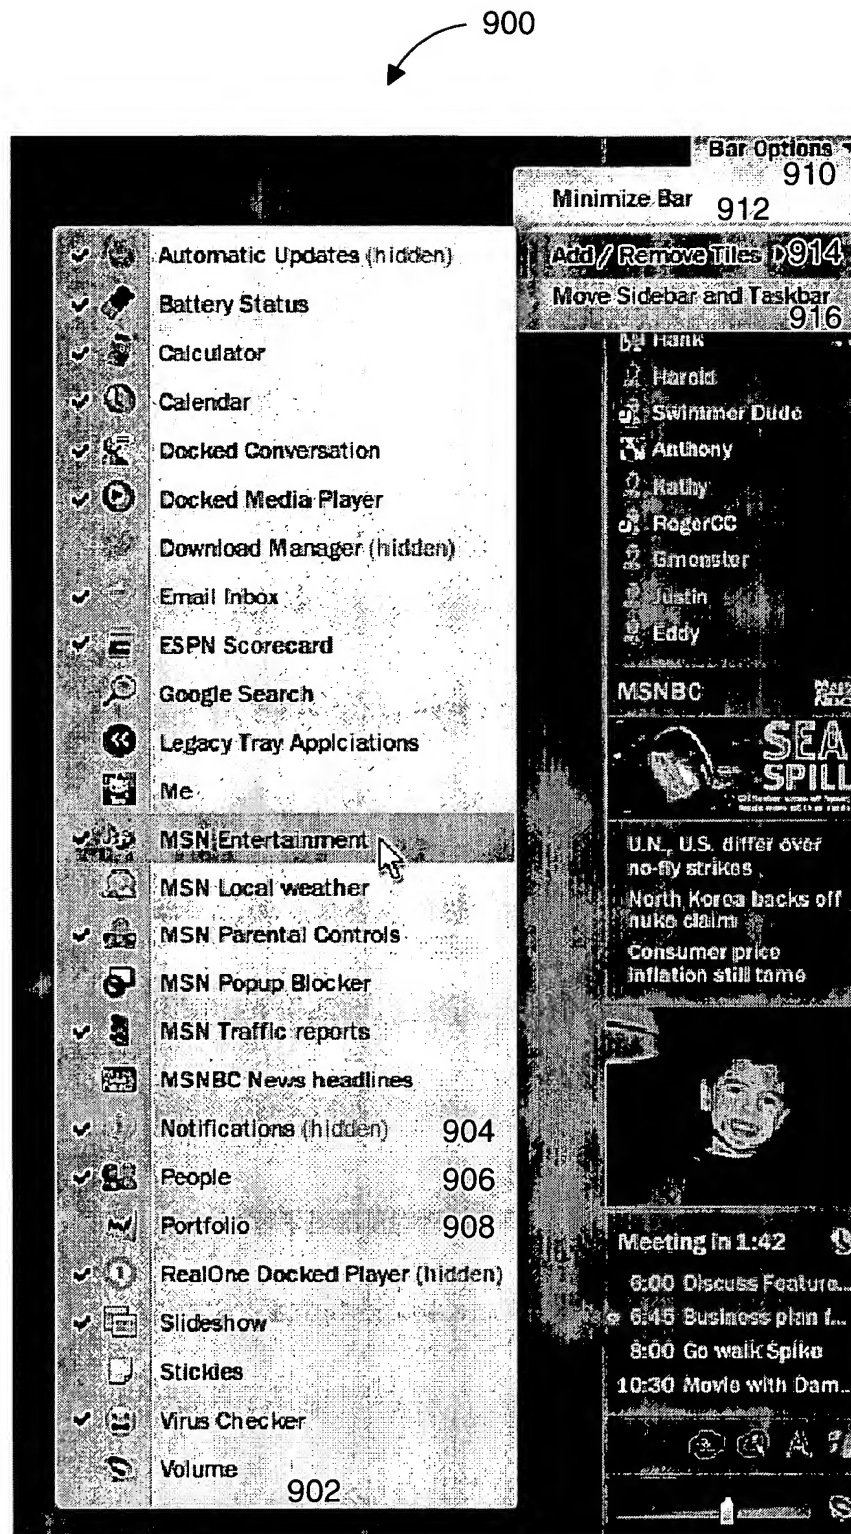 900
Bar Options
910
Minimize Bar
912
Add / Remove Tiles
914
Move Sidebar and Taskbar
916
Automatic Updates (hidden)
Battery Status
Calculator
Calendar
Docked Conversation
Docked Media Player
Download Manager (hidden)
Email Inbox
ESPN Scorecard
Google Search
Legacy Tray Applciations
Me
MSN Entertainment
MSN Local weather
MSN Parental Controls
MSN Popup Blocker
MSN Traffic reports
MSNBC News headlines
Notifications (hidden)
904
People
906
Portfolio
908
RealOne Docked Player (hidden)
Slideshow
Stickies
Virus Checker
Volume
902
Hank
Harold
Swimmer Dude
Anthony
Kathy
RogerCC
Gmonster
Justin
Eddy
MSNBC
SEA
SPILL
U.N., U.S. differ over
no-fly strikes
North Korea backs off
nuke claim
Consumer price
inflation still tame
Meeting in 1:42
6:00 Discuss Feature...
6:45 Business plan f...
8:00 Go walk Spike
10:30 Movie with Dam...